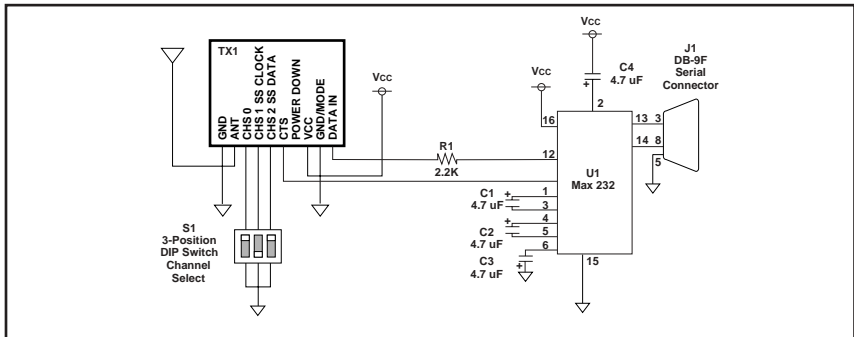 TX1
GND
ANT
CHS 0
CHS 1 SS CLOCK
CHS 2 SS DATA
CTS
POWER DOWN
VCC
GND/MODE
DATA IN
VCC
VCC
VCC
C4
4.7 uF
J1
DB-9F
Serial
Connector
2
16
13 3
14 8
5
R1
2.2K
12
U1
Max 232
C1
4.7 uF
+
1
3
C2
4.7 uF
+
4
5
C3
4.7 uF
+
6
15
+
S1
3-Position
DIP Switch
Channel
Select